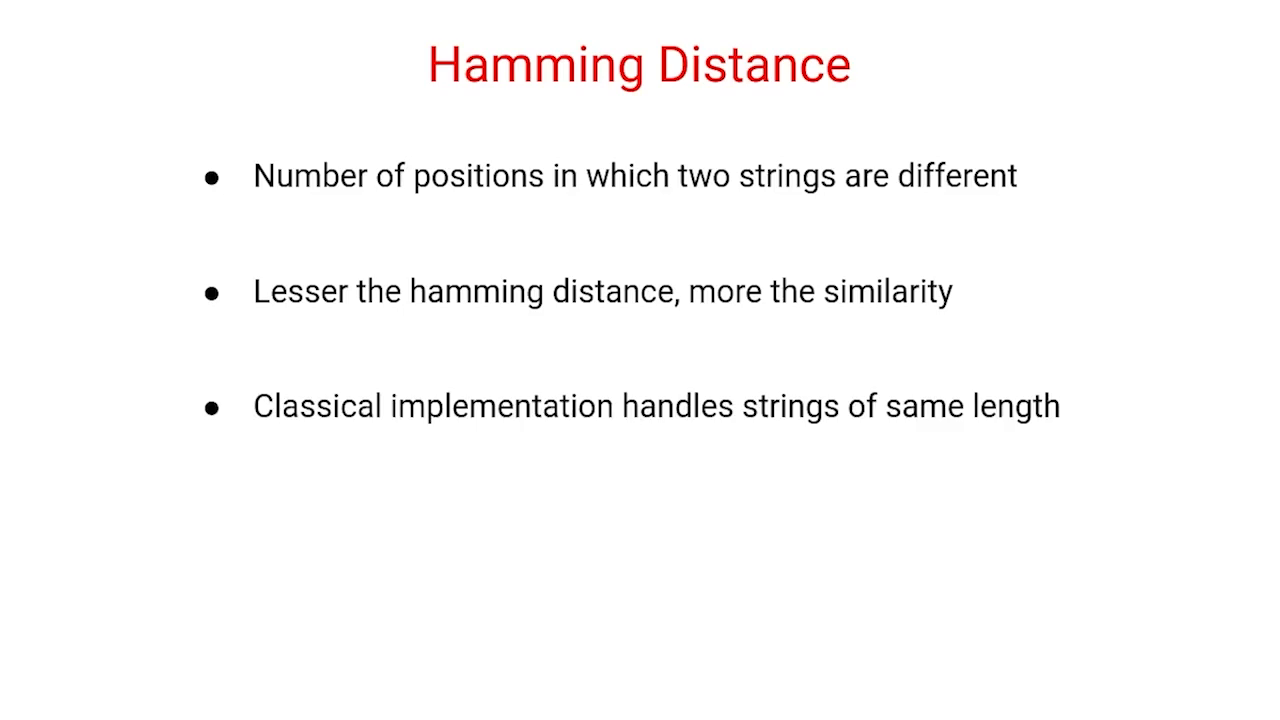 Hamming Distance
● Number of positions in which two strings are different
● Lesser the hamming distance, more the similarity
● Classical implementation handles strings of same length